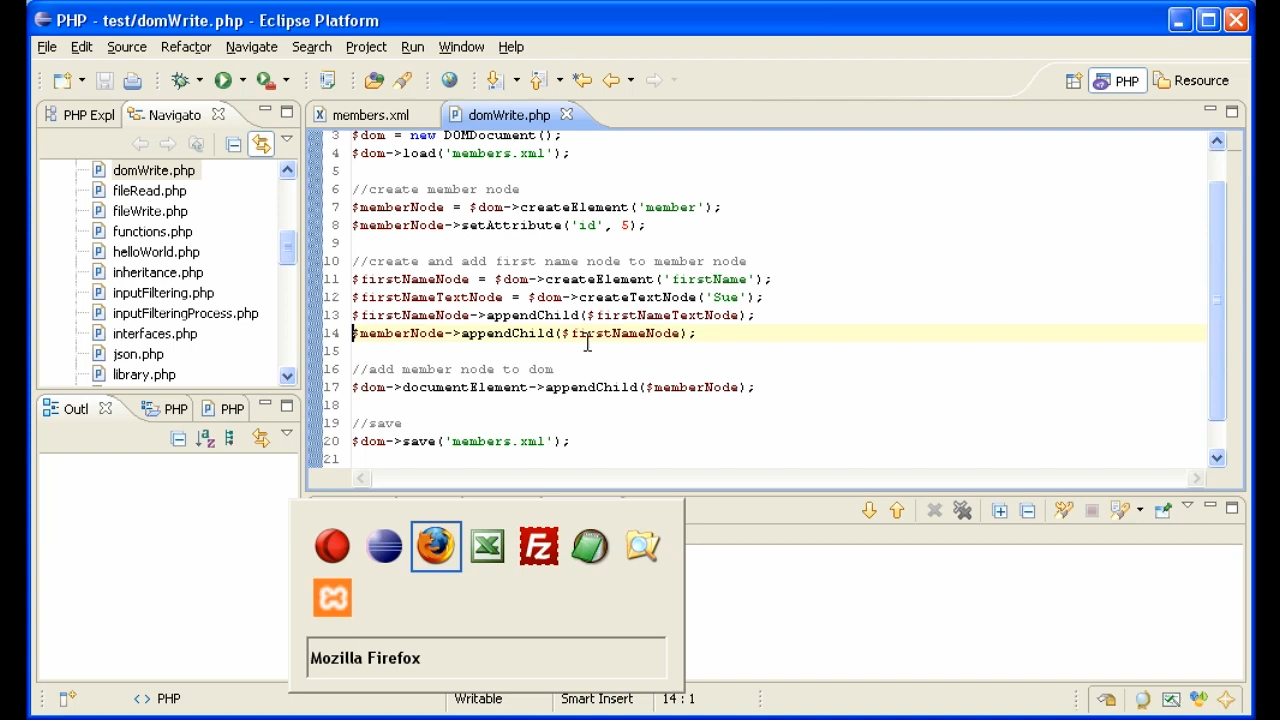 PHP - test/domWrite.php - Eclipse Platform
File Edit Source Refactor Navigate Search Project Run Window Help
PHP Resource
PHP Expl Navigato
members.xml domWrite.php
domWrite.php
fileRead.php
fileWrite.php
functions.php
helloWorld.php
inheritance.php
inputFiltering.php
inputFilteringProcess.php
interfaces.php
json.php
library.php
3 $dom = new DOMDocument();
4 $dom->load('members.xml');
5
6 //create member node
7 $memberNode = $dom->createElement('member');
8 $memberNode->setAttribute('id', 5);
9
10 //create and add first name node to member node
11 $firstNameNode = $dom->createElement('firstName');
12 $firstNameTextNode = $dom->createTextNode('Sue');
13 $firstNameNode->appendChild($firstNameTextNode);
14 $memberNode->appendChild($firstNameNode);
15
16 //add member node to dom
17 $dom->documentElement->appendChild($memberNode);
18
19 //save
20 $dom->save('members.xml');
21
Outl PHP PHP
Fz
Mozilla Firefox
<> PHP Writable Smart Insert 14 : 1